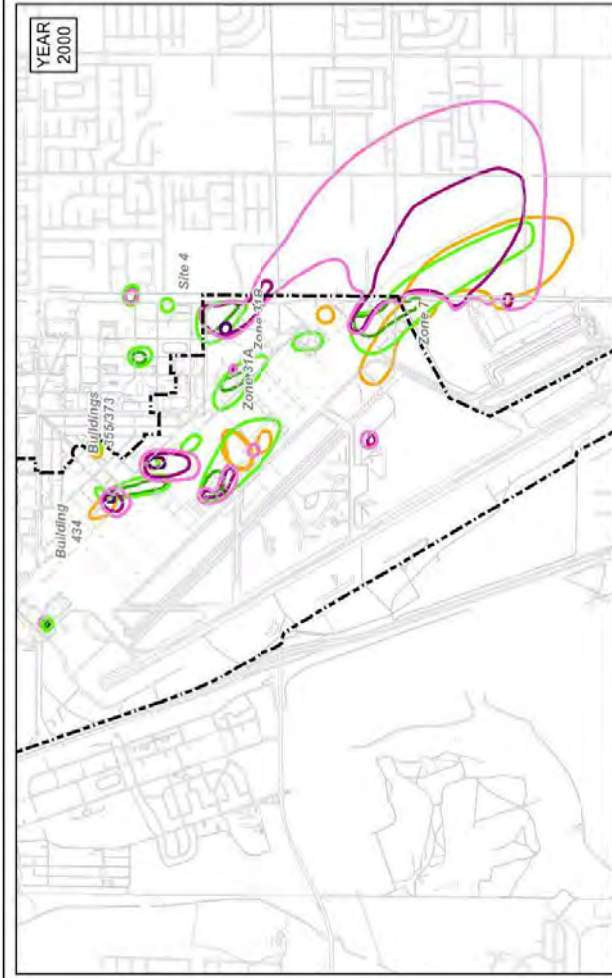 YEAR
2000
Site 4
Buildings
355/373
Building
434
Zone 31B
Zone 31A
Zone 7